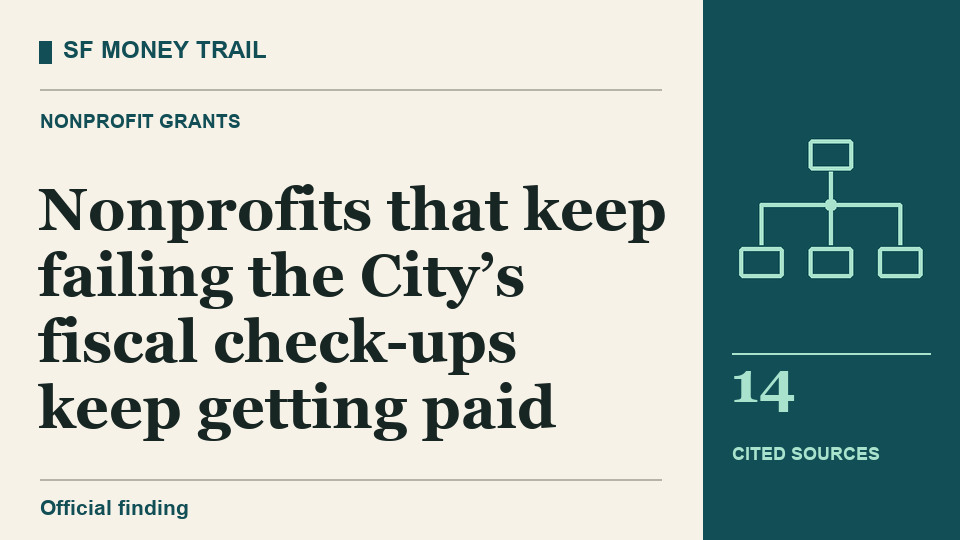 SF MONEY TRAIL
NONPROFIT GRANTS
Nonprofits that keep
failing the City’s
fiscal check-ups
keep getting paid
Official finding
14
CITED SOURCES